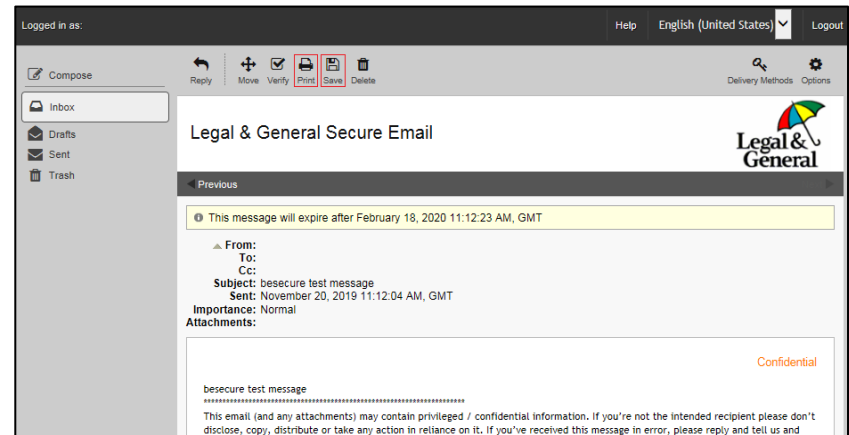 Logged in as:
Help English (United States) Logout
Compose
Reply Move Verify Print Save Delete
Delivery Methods Options
Inbox
Drafts
Sent
Trash
Legal & General Secure Email
Legal &
General
Previous
This message will expire after February 18, 2020 11:12:23 AM, GMT
From:
To:
Cc:
Subject: besecure test message
Sent: November 20, 2019 11:12:04 AM, GMT
Importance: Normal
Attachments:
Confidential
besecure test message
**********************************************************************
This email (and any attachments) may contain privileged / confidential information. If you're not the intended recipient please don't
disclose, copy, distribute or take any action in reliance on it. If you've received this message in error, please reply and tell us and